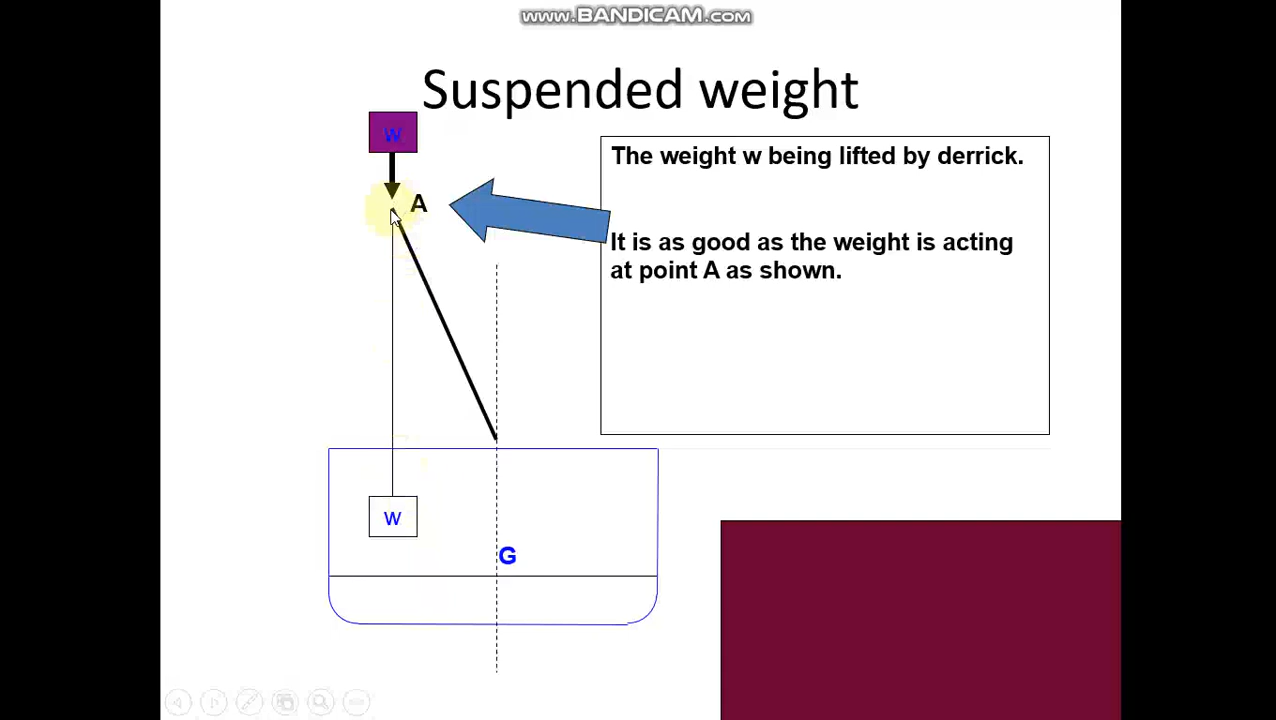 www.BANDICAM.com
Suspended weight
w
The weight w being lifted by derrick.
A
It is as good as the weight is acting
at point A as shown.
w
G